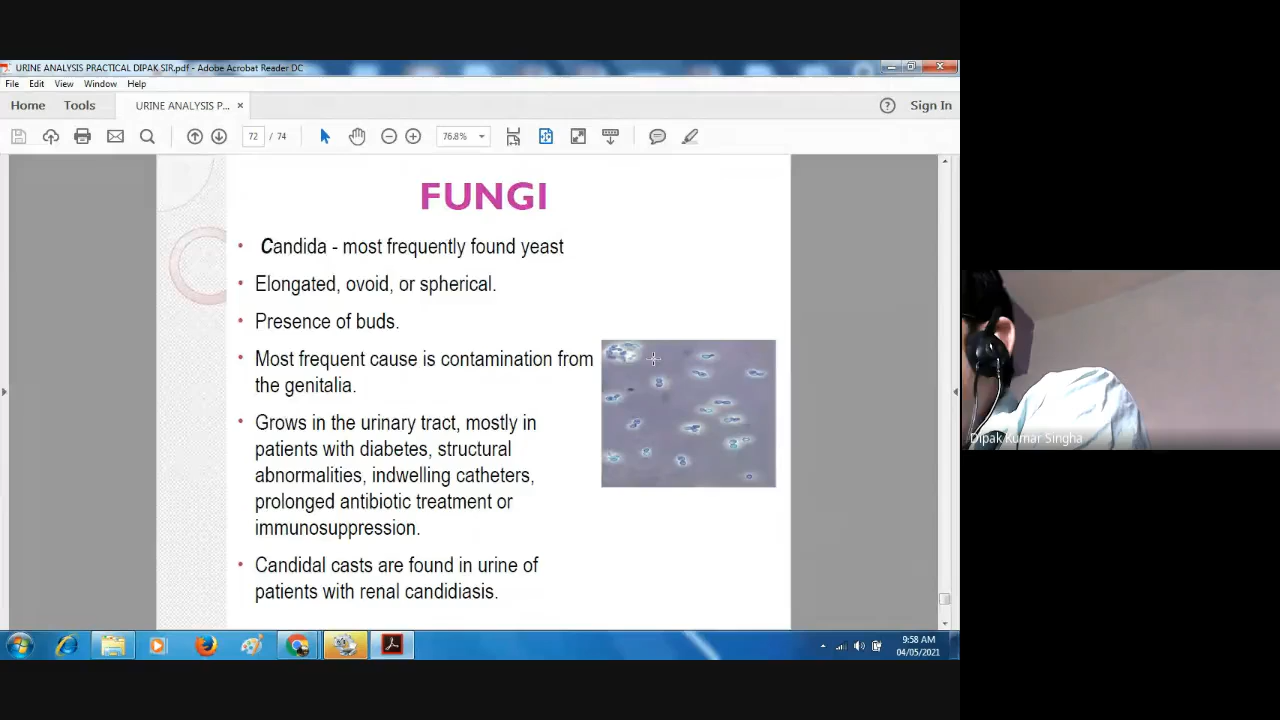 URINE ANALYSIS PRACTICAL DIPAK SIR.pdf - Adobe Acrobat Reader DC
File Edit View Window Help
Home Tools URINE ANALYSIS P... × ? Sign In
72 / 74 76.8%
FUNGI
• Candida - most frequently found yeast
• Elongated, ovoid, or spherical.
• Presence of buds.
• Most frequent cause is contamination from
the genitalia.
• Grows in the urinary tract, mostly in
patients with diabetes, structural
abnormalities, indwelling catheters,
prolonged antibiotic treatment or
immunosuppression.
• Candidal casts are found in urine of
patients with renal candidiasis.
Dipak Kumar Singha
9:58 AM
04/05/2021